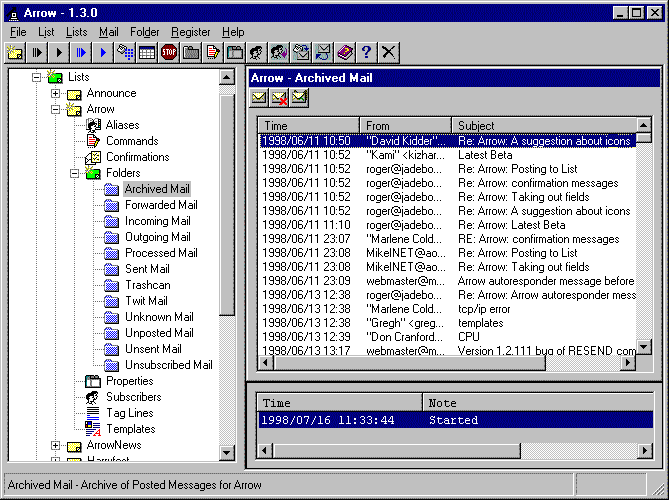 Arrow - 1.3.0
File List Lists Mail Folder Register Help
Lists
Announce
Arrow
Aliases
Commands
Confirmations
Folders
Archived Mail
Forwarded Mail
Incoming Mail
Outgoing Mail
Processed Mail
Sent Mail
Trashcan
Twit Mail
Unknown Mail
Unposted Mail
Unsent Mail
Unsubscribed Mail
Properties
Subscribers
Tag Lines
Templates
ArrowNews
Arrow - Archived Mail
Time From Subject
1998/06/11 10:50 "David Kidder"... Re: Arrow: A suggestion about icons
1998/06/11 10:52 "Kami" <kizhar... Latest Beta
1998/06/11 10:52 roger@jadebo... Re: Arrow: Posting to List
1998/06/11 10:52 roger@jadebo... Re: Arrow: confirmation messages
1998/06/11 10:52 roger@jadebo... Re: Arrow: Taking out fields
1998/06/11 10:52 roger@jadebo... Re: Arrow: A suggestion about icons
1998/06/11 11:10 roger@jadebo... Re: Arrow: Latest Beta
1998/06/11 23:07 "Marlene Cold... RE: Arrow: confirmation messages
1998/06/11 23:08 MikeINET@ao... Re: Arrow: Posting to List
1998/06/11 23:08 MikeINET@ao... Re: Arrow: Taking out fields
1998/06/11 23:09 webmaster@m... Arrow autoresponder message before
1998/06/13 12:38 roger@jadebo... Re: Arrow: Arrow autoresponder mess
1998/06/13 12:38 "Marlene Cold... tcp/ip error
1998/06/13 12:38 "Gregh" <greg... templates
1998/06/13 12:39 "Don Cranford... CPU
1998/06/13 13:17 webmaster@m... Version 1.2.111 bug of RESEND com
Time Note
1998/07/16 11:33:44 Started
Archived Mail - Archive of Posted Messages for Arrow